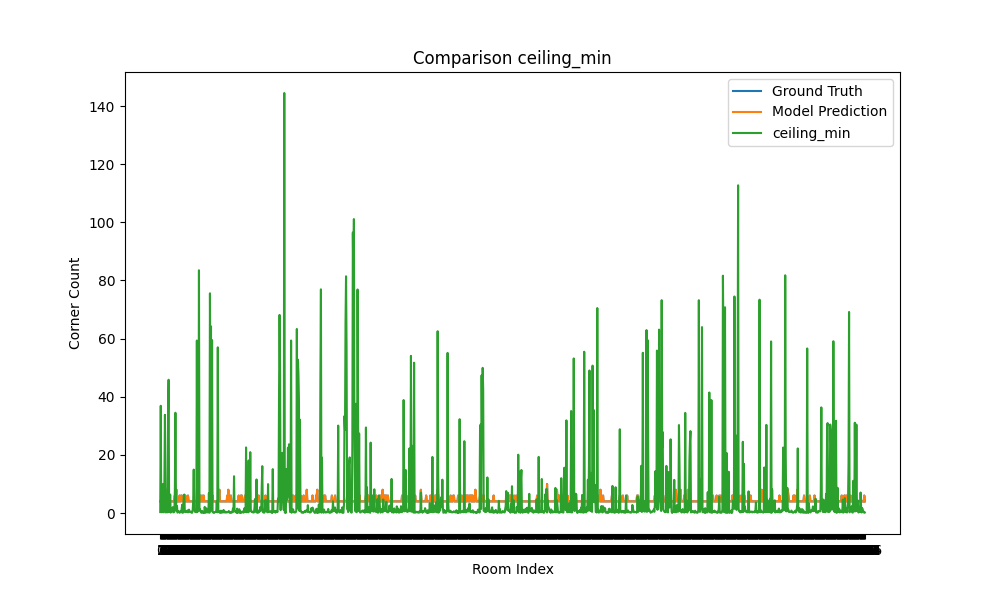 Comparison ceiling_min
Ground Truth
Model Prediction
ceiling_min
140
120
100
80
60
40
20
0
Corner Count
Room Index